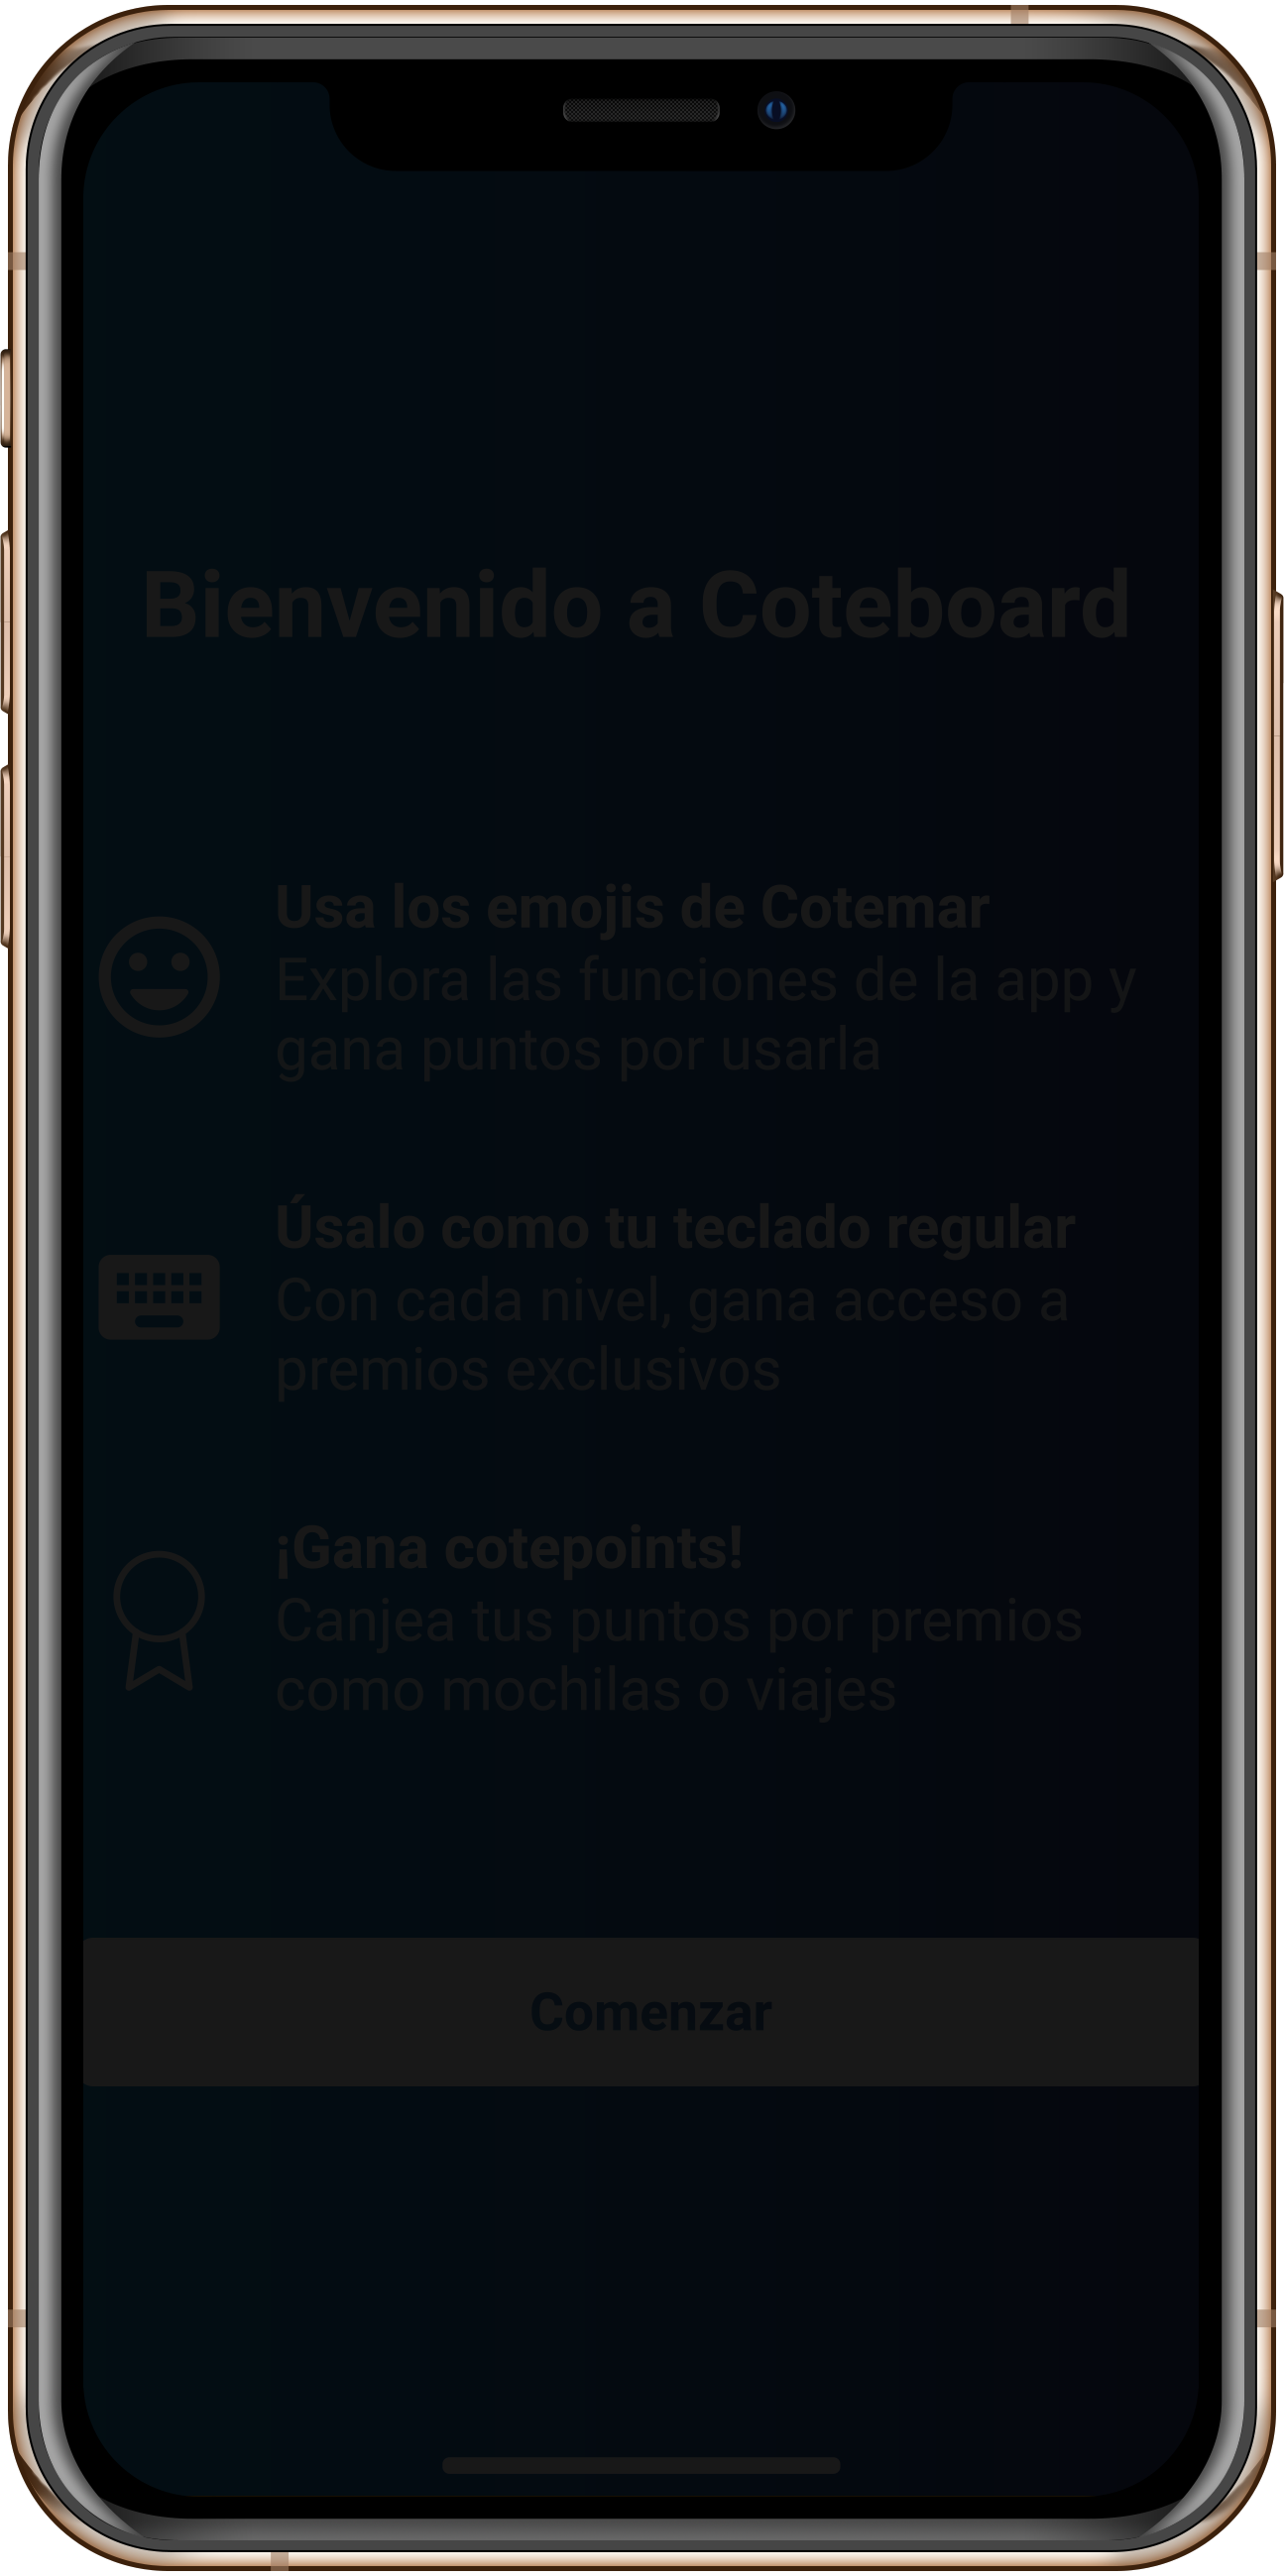 Bienvenido a Coteboard
Usa los emojis de Cotemar
Explora las funciones de la app y
gana puntos por usarla
Úsalo como tu teclado regular
Con cada nivel, gana acceso a
premios exclusivos
¡Gana cotepoints!
Canjea tus puntos por premios
como mochilas o viajes
Comenzar